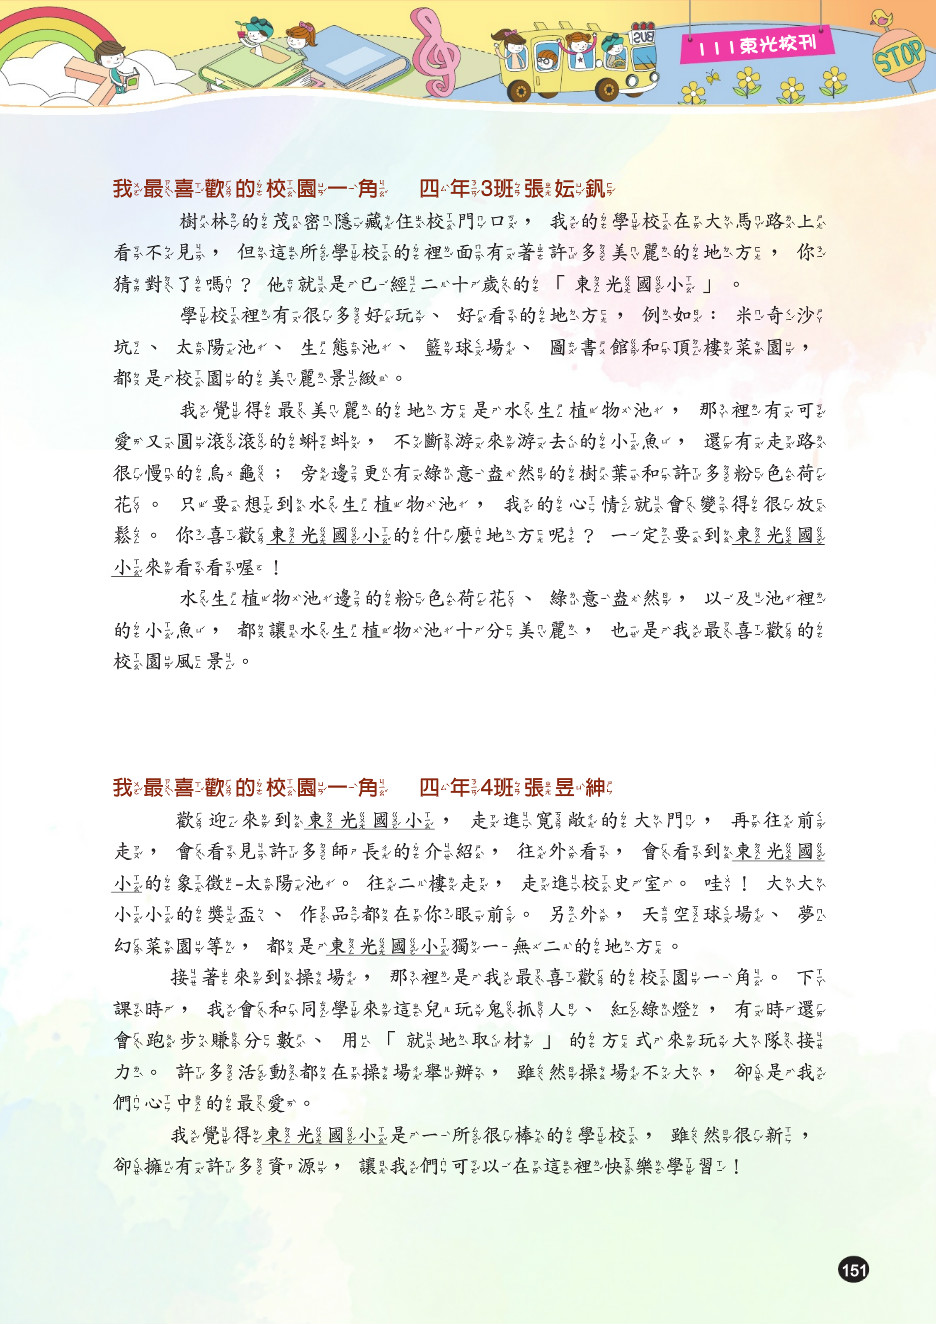 SUB
111東光校刊
STOP
我最喜歡的校園一角 四年3班張妘釩
樹林的茂密隱藏住校門口，我的學校在大馬路上
看不見，但這所學校的裡面有著許多美麗的地方，你
猜對了嗎？他就是已經二十歲的「東光國小」。
學校裡有很多好玩、好看的地方，例如：米奇沙
坑、太陽池、生態池、籃球場、圖書館和頂樓菜園，
都是校園的美麗景緻。
我覺得最美麗的地方是水生植物池，那裡有可
愛又圓滾滾的蝌蚪，不斷游來游去的小魚，還有走路
很慢的烏龜；旁邊更有綠意盎然的樹葉和許多粉色荷
花。只要想到水生植物池，我的心情就會變得很放
鬆。你喜歡東光國小的什麼地方呢？一定要到東光國
小來看看喔！
水生植物池邊的粉色荷花、綠意盎然，以及池裡
的小魚，都讓水生植物池十分美麗，也是我最喜歡的
校園風景。
我最喜歡的校園一角 四年4班張昱紳
歡迎來到東光國小，走進寬敞的大門，再往前
走，會看見許多師長的介紹，往外看，會看到東光國
小的象徵-太陽池。往二樓走，走進校史室。哇！大大
小小的獎盃、作品都在你眼前。另外，天空球場、夢
幻菜園等，都是東光國小獨一無二的地方。
接著來到操場，那裡是我最喜歡的校園一角。下
課時，我會和同學來這兒玩鬼抓人、紅綠燈，有時還
會跑步賺分數、用「就地取材」的方式來玩大隊接
力。許多活動都在操場舉辦，雖然操場不大，卻是我
們心中的最愛。
我覺得東光國小是一所很棒的學校，雖然很新，
卻擁有許多資源，讓我們可以在這裡快樂學習！
151